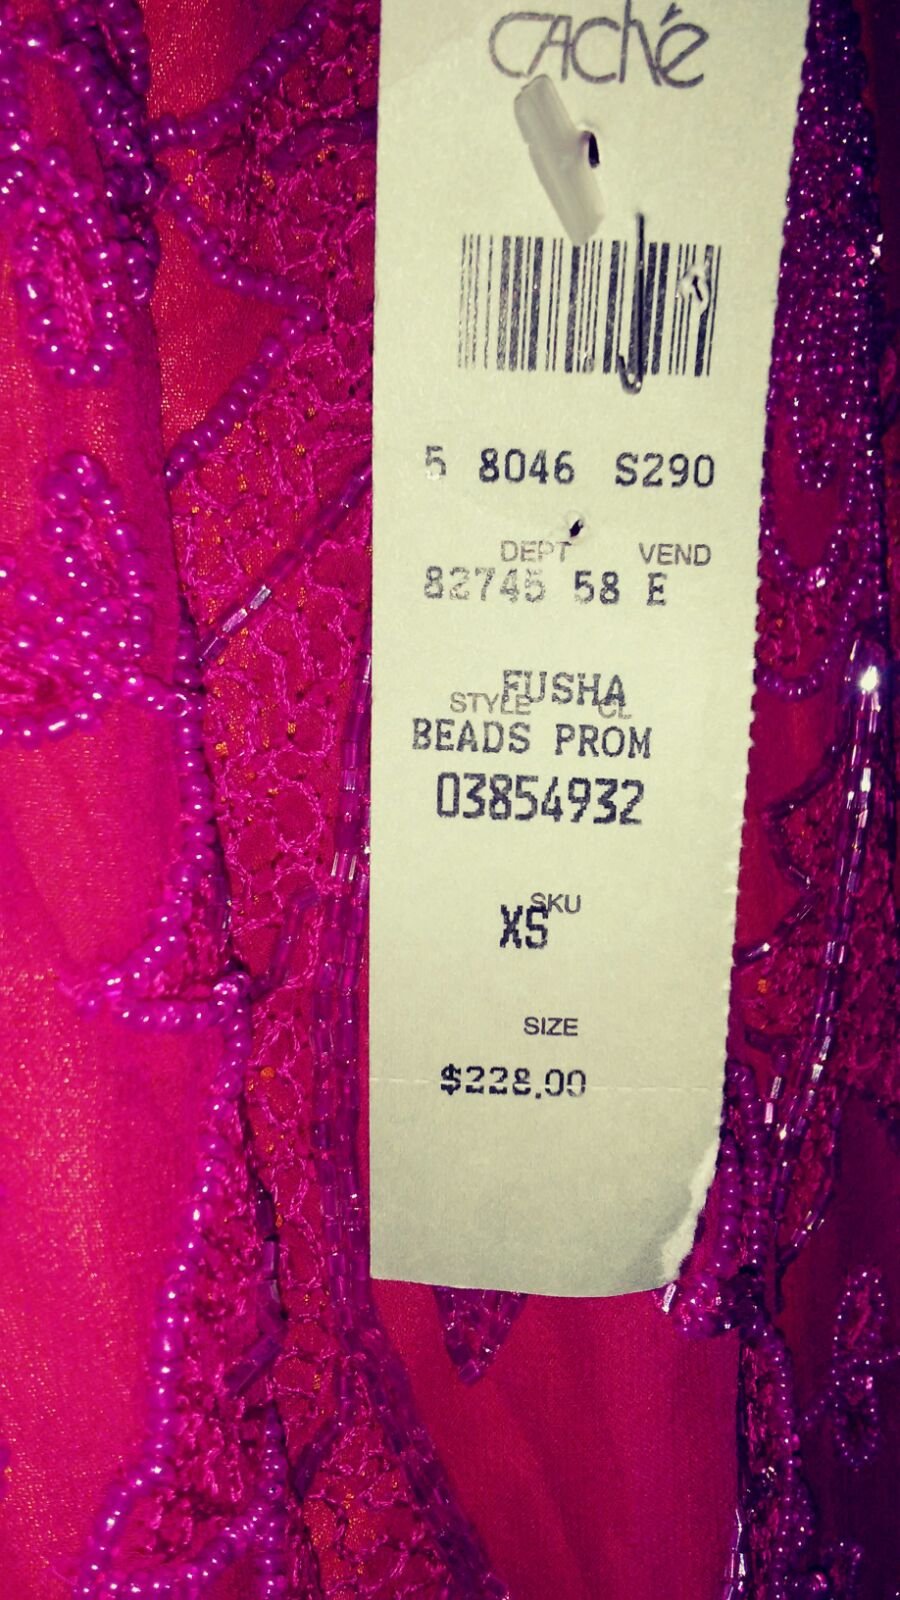 Caché
5 8046 S290
DEPT VEND
82745 58 E
FUSHA
STYLE CL
BEADS PROM
03854932
SKU
XS
SIZE
$228.00